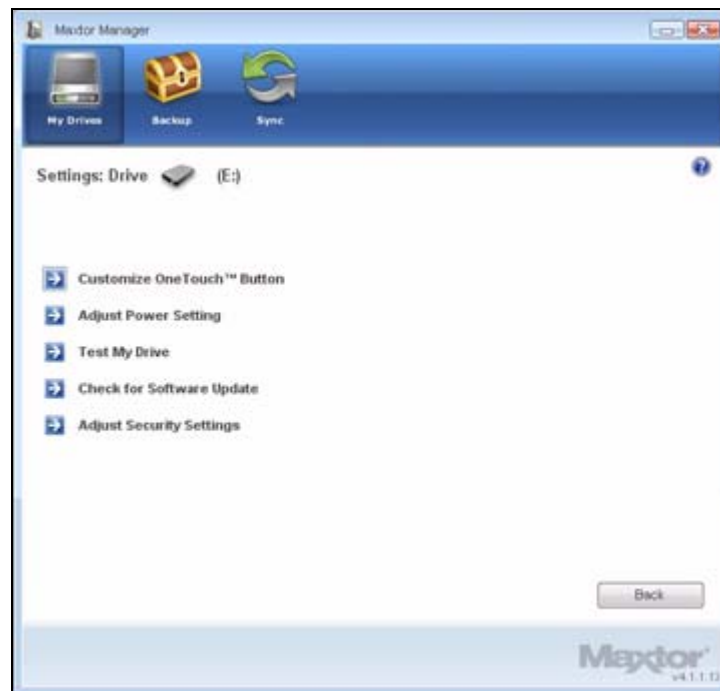 Maxtor Manager
My Drives Backup Sync
Settings: Drive (E:)
Customize OneTouch™ Button
Adjust Power Setting
Test My Drive
Check for Software Update
Adjust Security Settings
Back
Maxtor